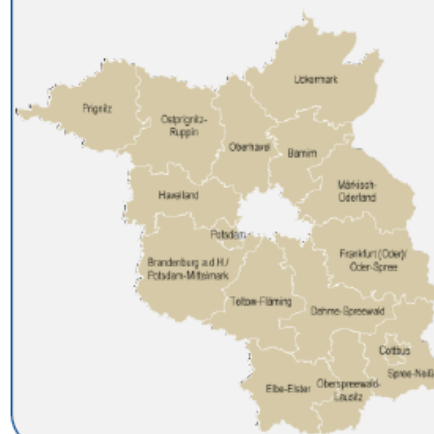 Uckermark
Prignitz
Ostprignitz-
Ruppin
Oberhavel
Barnim
Havelland
Märkisch-
Oderland
Potsdam
Frankfurt (Oder)/
Oder-Spree
Brandenburg a.d.H./
Potsdam-Mittelmark
Teltow-Fläming
Dahme-Spreewald
Cottbus
Spree-Neiß
Elbe-Elster
Oberspreewald-
Lausitz